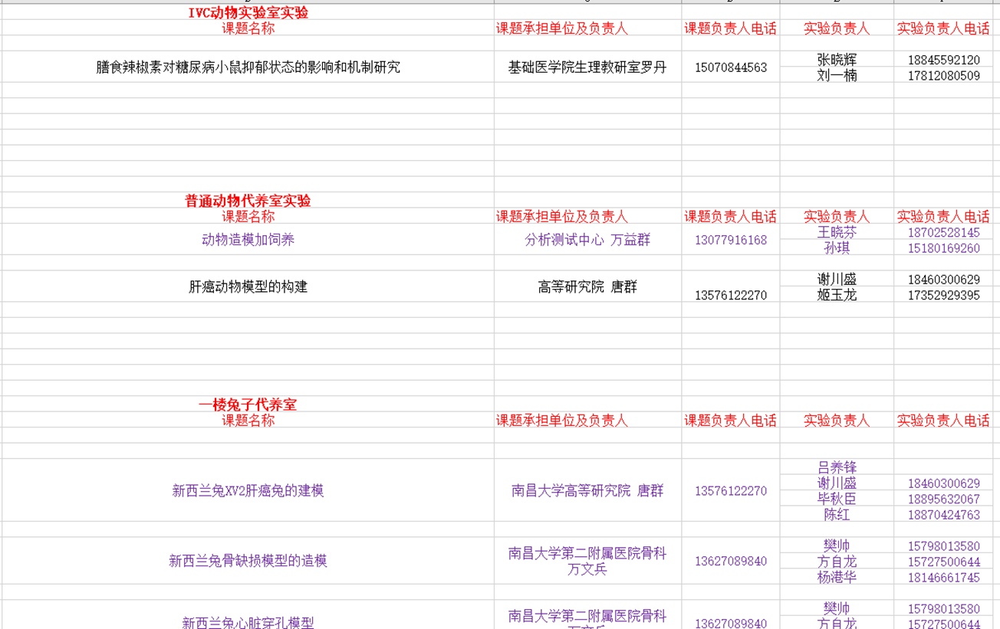 IVC动物实验室实验
课题名称 课题承担单位及负责人 课题负责人电话 实验负责人 实验负责人电话
膳食辣椒素对糖尿病小鼠抑郁状态的影响和机制研究 基础医学院生理教研室罗丹 15070844563 张晓辉 18845592120
刘一楠 17812080509
普通动物代养室实验
课题名称 课题承担单位及负责人 课题负责人电话 实验负责人 实验负责人电话
动物造模加饲养 分析测试中心 万益群 13077916168 王晓芬 18702528145
孙琪 15180169260
肝癌动物模型的构建 高等研究院 唐群 13576122270 谢川盛 18460300629
姬玉龙 17352929395
一楼兔子代养室
课题名称 课题承担单位及负责人 课题负责人电话 实验负责人 实验负责人电话
新西兰兔XV2肝癌兔的建模 南昌大学高等研究院 唐群 13576122270 吕养锋
谢川盛 18460300629
毕秋臣 18895632067
陈红 18870424763
新西兰兔骨缺损模型的造模 南昌大学第二附属医院骨科 13627089840 樊帅 15798013580
万文兵 方自龙 15727500644
杨港华 18146661745
新西兰兔心脏穿孔模型 南昌大学第二附属医院骨科 13627089840 樊帅 15798013580
方自龙 15727500644